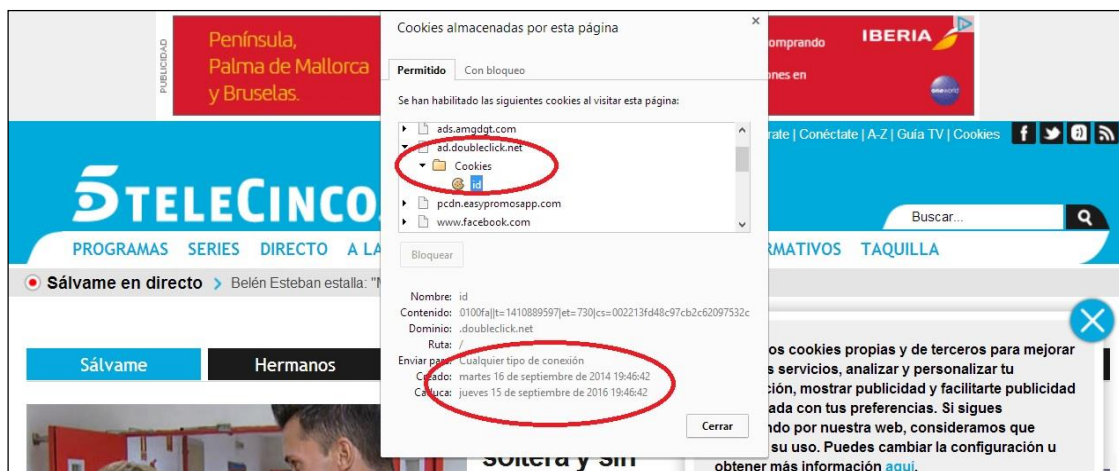 PUBLICIDAD
Península,
Palma de Mallorca
y Bruselas.
omprando
ones en
IBERIA
oneworld
Cookies almacenadas por esta página
×
Permitido
Con bloqueo
Se han habilitado las siguientes cookies al visitar esta página:
ads.amgdgt.com
ad.doubleclick.net
Cookies
id
pcdn.easypromosapp.com
www.facebook.com
Bloquear
Nombre: id
Contenido: 0100fa||t=1410889597|et=730|cs=002213fd48c97cb2c62097532c
Dominio: .doubleclick.net
Ruta: /
Enviar para: Cualquier tipo de conexión
Creado: martes 16 de septiembre de 2014 19:46:42
Caduca: jueves 15 de septiembre de 2016 19:46:42
Cerrar
rate | Conéctate | A-Z | Guía TV | Cookies
5 TELECINCO.
Buscar...
PROGRAMAS SERIES DIRECTO A LA
RMATIVOS TAQUILLA
Sálvame en directo > Belén Esteban estalla: "M
Sálvame
Hermanos
soltera y sin
os cookies propias y de terceros para mejorar
s servicios, analizar y personalizar tu
ción, mostrar publicidad y facilitarte publicidad
ada con tus preferencias. Si sigues
ndo por nuestra web, consideramos que
su uso. Puedes cambiar la configuración u
obtener más información aquí.